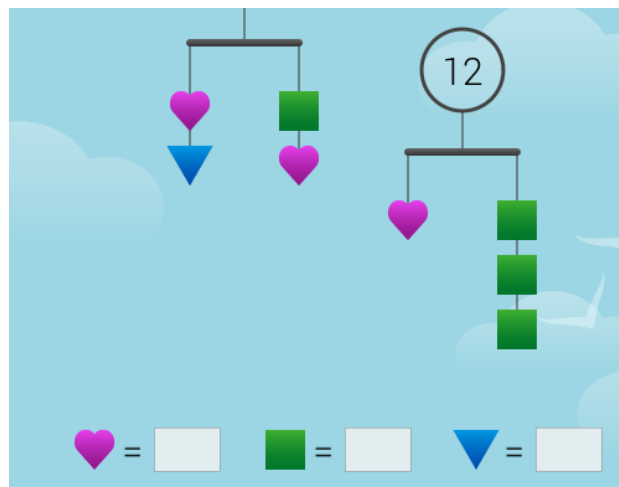 12
= = =